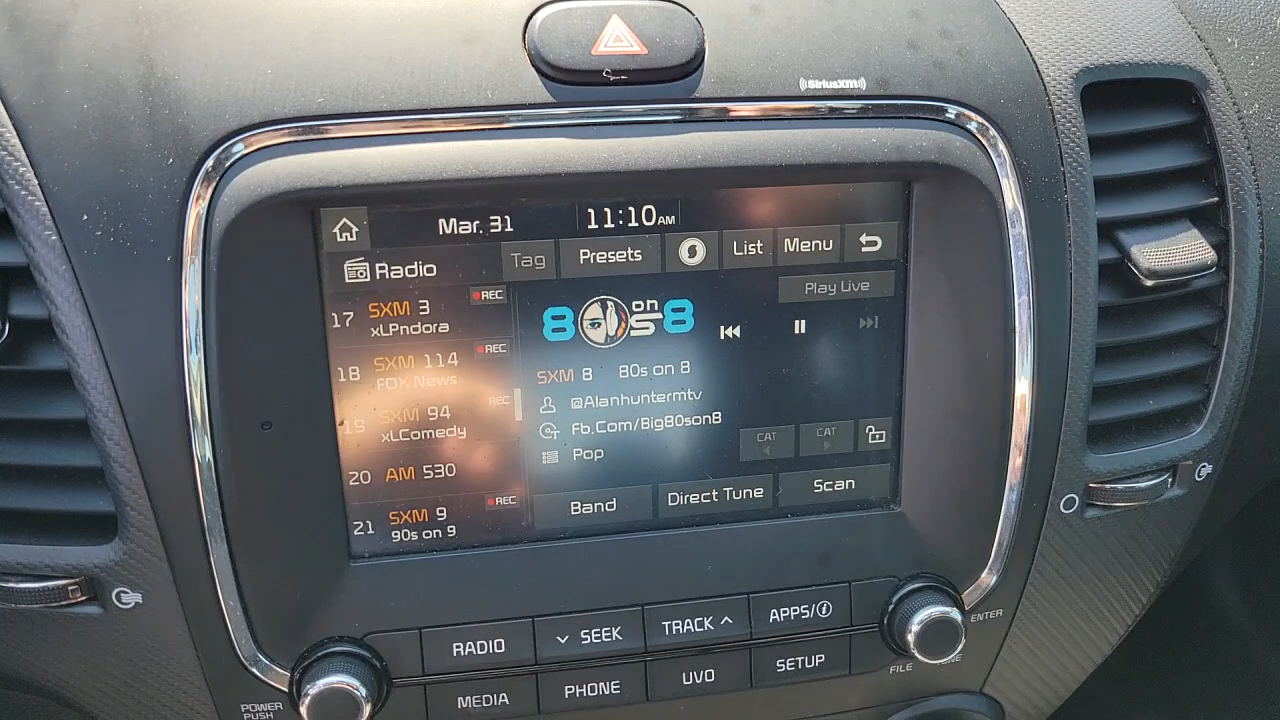 ((SiriusXM))
Mar. 31 11:10 AM
Radio Tag Presets List Menu
Play Live
17 SXM 3 REC
xLPndora
18 SXM 114 REC
FOX News
19 SXM 94 REC
xLComedy
20 AM 530
21 SXM 9 REC
90s on 9
8 on 8
SXM 8 80s on 8
@Alanhuntermtv
Fb.Com/Big80son8
Pop
CAT CAT
Band Direct Tune Scan
RADIO SEEK TRACK APPS/i
MEDIA PHONE UVO SETUP
POWER
PUSH
ENTER
FILE TUNE